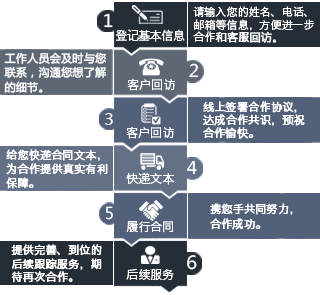 1
登记基本信息
请输入您的姓名、电话、
邮箱等信息，方便进一步
合作和客服回访。
工作人员会及时与您
联系，沟通您想了解
的细节。
客户回访
2
3
客户回访
线上签署合作协议，
达成合作共识，预祝
合作愉快。
给您快递合同文本，
为合作提供真实有利
保障。
快递文本
4
5
履行合同
携您手共同努力，
合作成功。
提供完善、到位的
后续跟踪服务，期
待再次合作。
后续服务
6